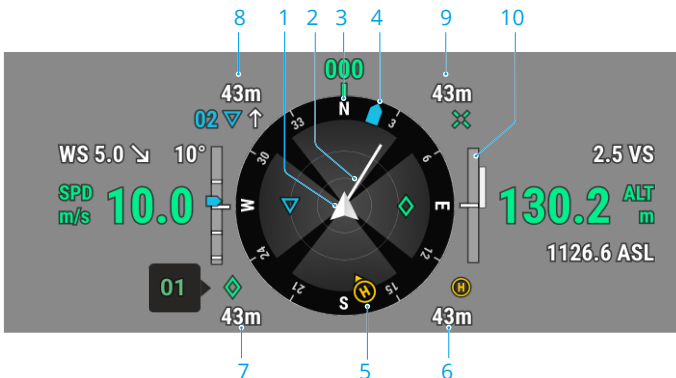 8 1 2 3 4 9 10
000
43m 43m
02
N
33 3
WS 5.0 10° 30 6 2.5 VS
SPD m/s 10.0 W E 130.2 ALT m
24 12 1126.6 ASL
01 21 S H 15 H
43m 43m
7 5 6